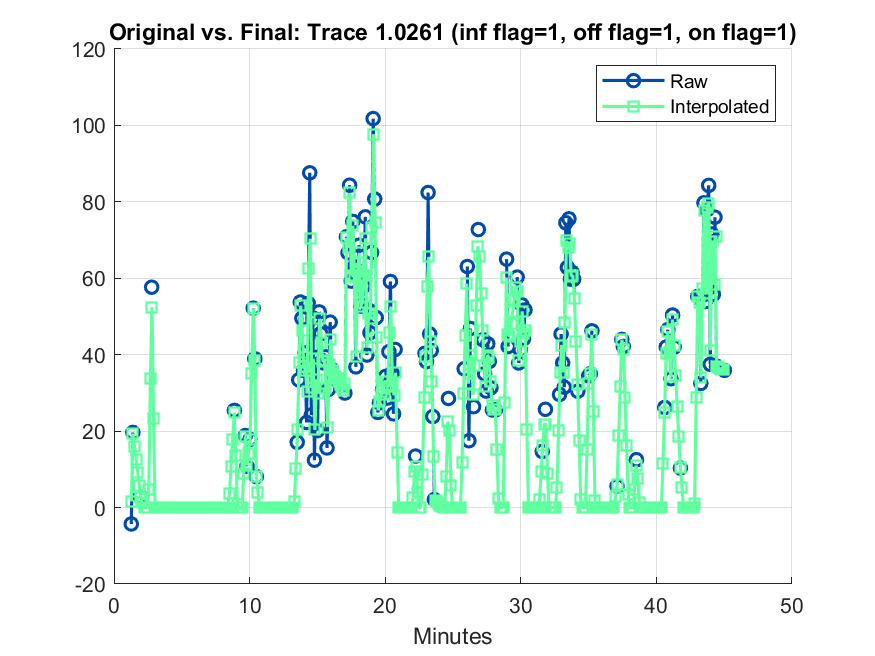 Original vs. Final: Trace 1.0261 (inf flag=1, off flag=1, on flag=1)
120
100
80
60
40
20
0
-20
Raw
Interpolated
0 10 20 30 40 50
Minutes